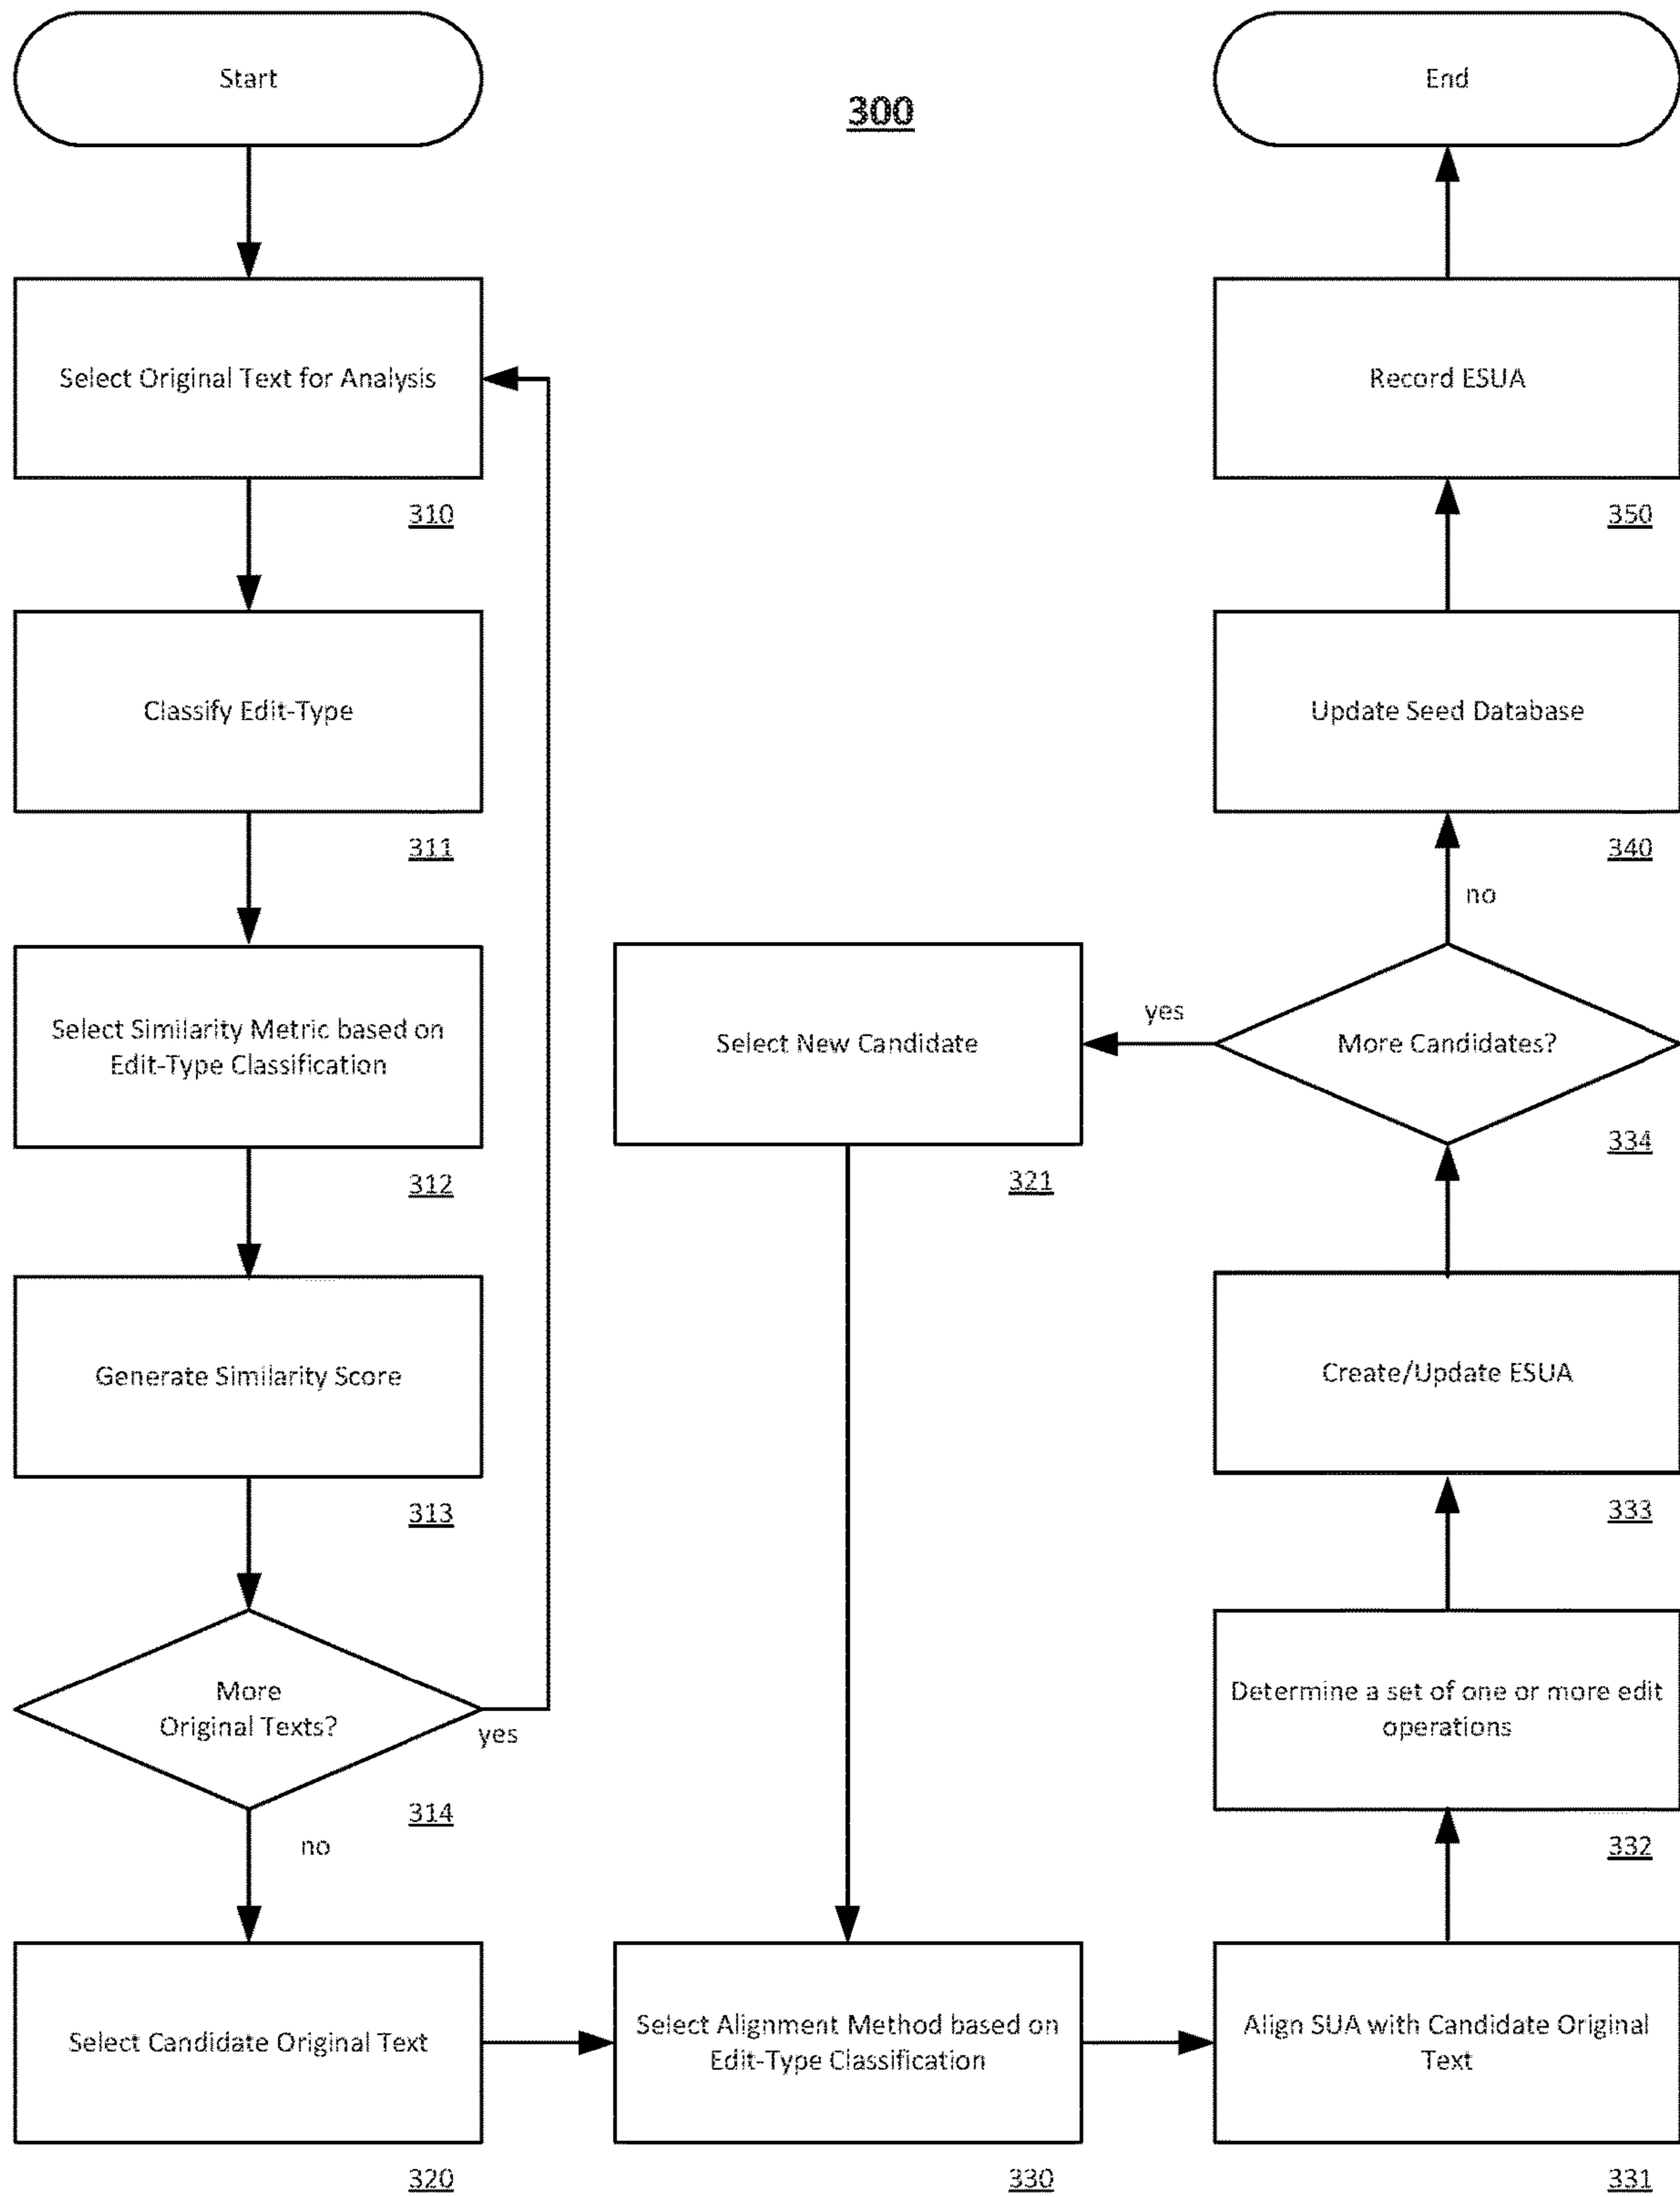 Start
300
End
Select Original Text for Analysis
310
Record ESUA
350
Classify Edit-Type
311
Update Seed Database
340
no
Select Similarity Metric based on
Edit-Type Classification
312
Select New Candidate
321
yes
More Candidates?
334
Generate Similarity Score
313
Create/Update ESUA
333
More
Original Texts?
yes
314
no
Determine a set of one or more edit
operations
332
Select Candidate Original Text
320
Select Alignment Method based on
Edit-Type Classification
330
Align SUA with Candidate Original
Text
331